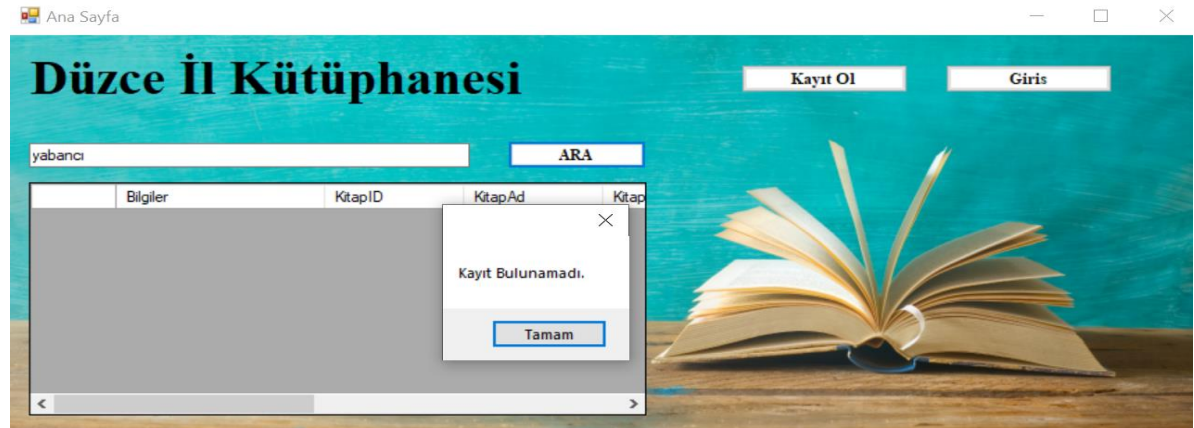 Ana Sayfa
Düzce İl Kütüphanesi
Kayıt Ol
Giris
yabancı
ARA
Bilgiler KitapID KitapAd Kitap
Kayıt Bulunamadı.
Tamam